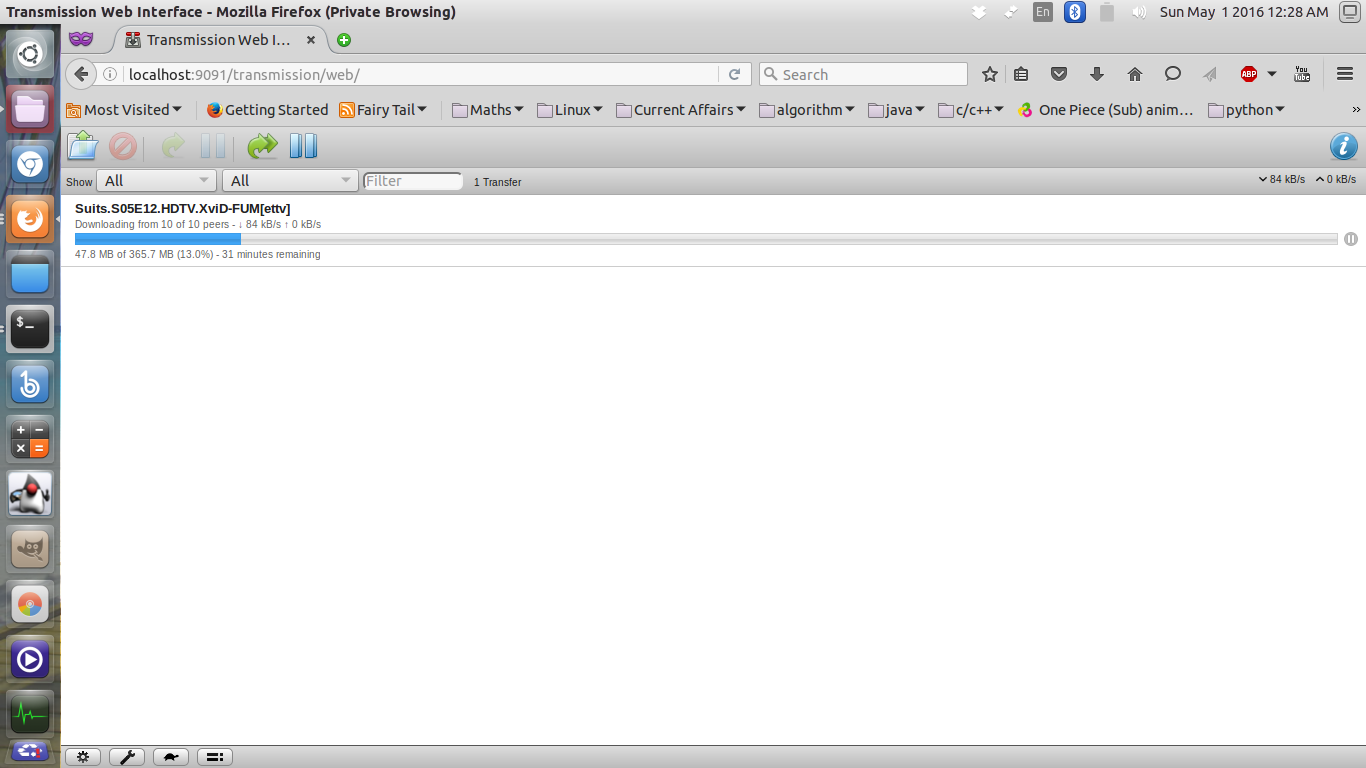 Transmission Web Interface - Mozilla Firefox (Private Browsing)
En
Sun May 1 2016 12:28 AM
Transmission Web I...
localhost:9091/transmission/web/
Search
ABP
You Tube
Most Visited
Getting Started
Fairy Tail
Maths
Linux
Current Affairs
algorithm
java
c/c++
One Piece (Sub) anim...
python
»
Show
All
All
Filter
1 Transfer
84 kB/s
0 kB/s
Suits.S05E12.HDTV.XviD-FUM[ettv]
Downloading from 10 of 10 peers - ↓ 84 kB/s ↑ 0 kB/s
47.8 MB of 365.7 MB (13.0%) - 31 minutes remaining
$_